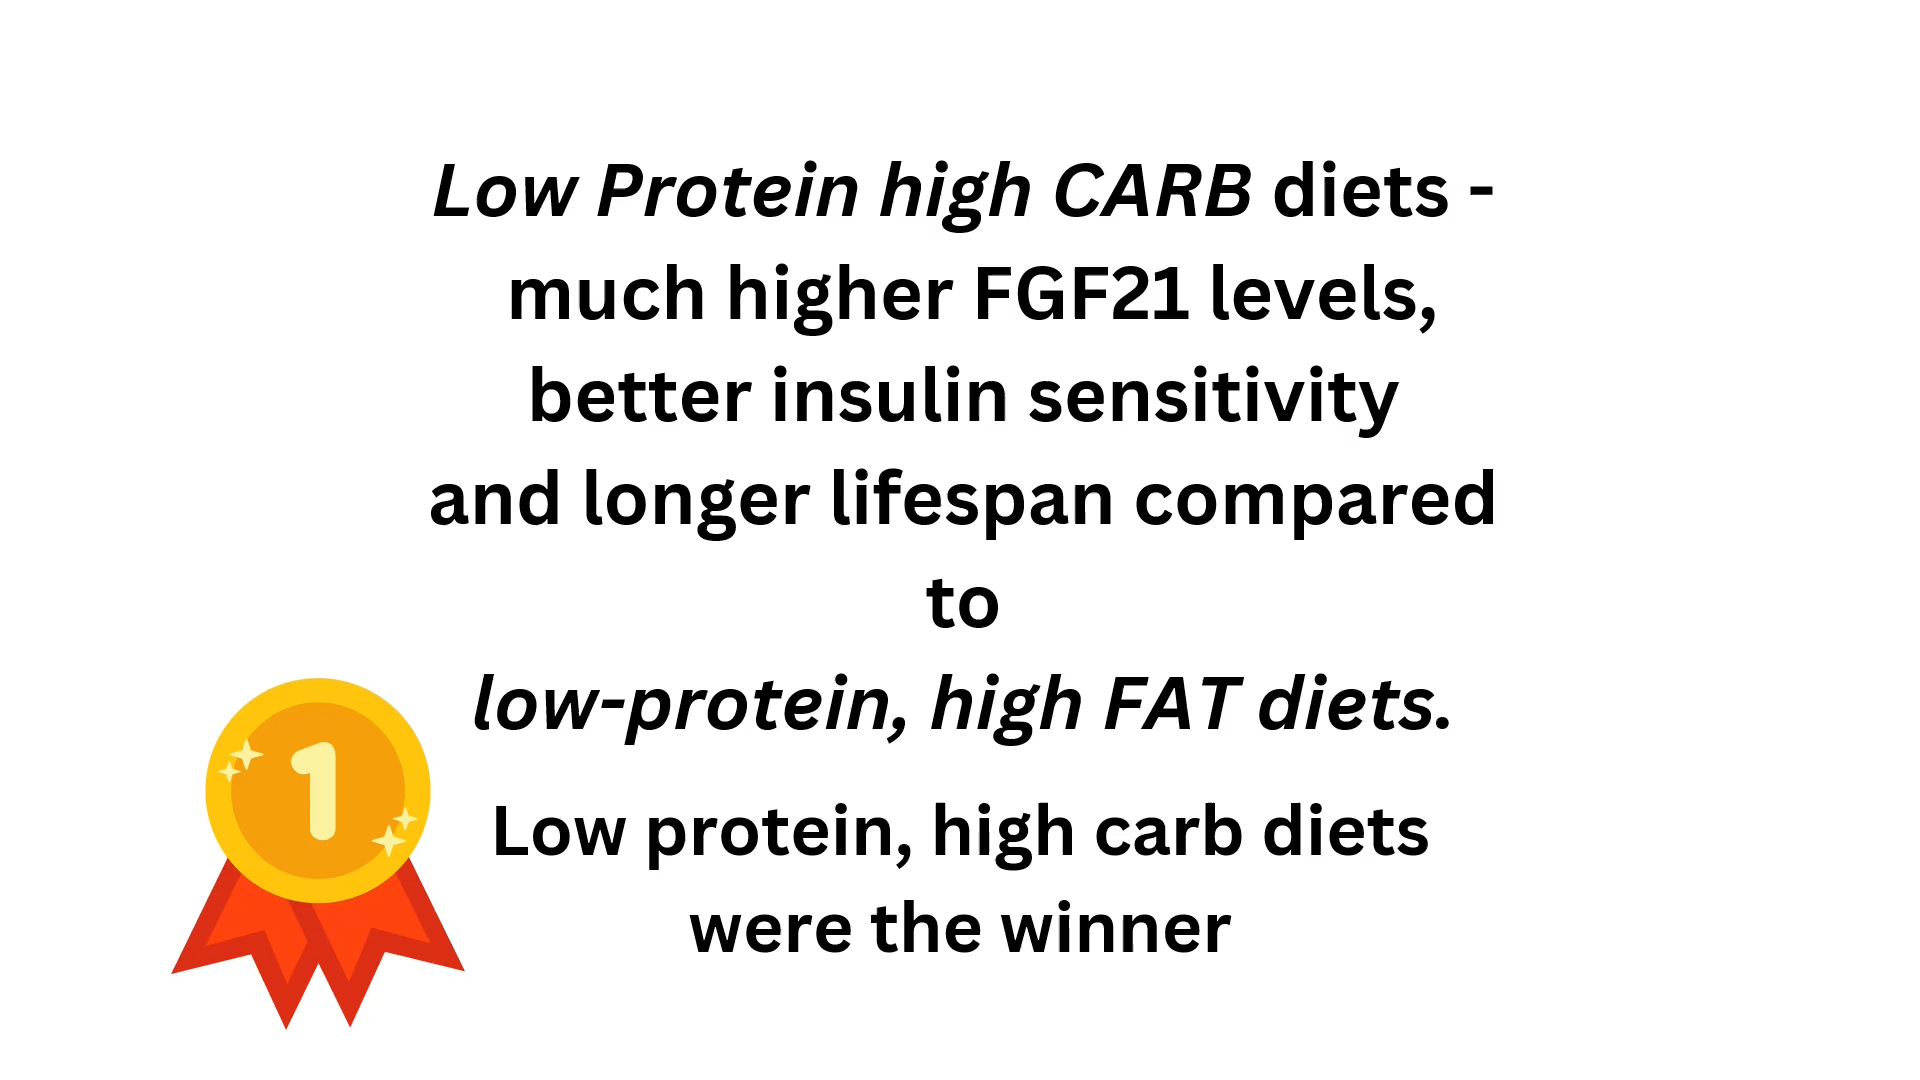 Low Protein high CARB diets -
much higher FGF21 levels,
better insulin sensitivity
and longer lifespan compared
to
low-protein, high FAT diets.
1
Low protein, high carb diets
were the winner